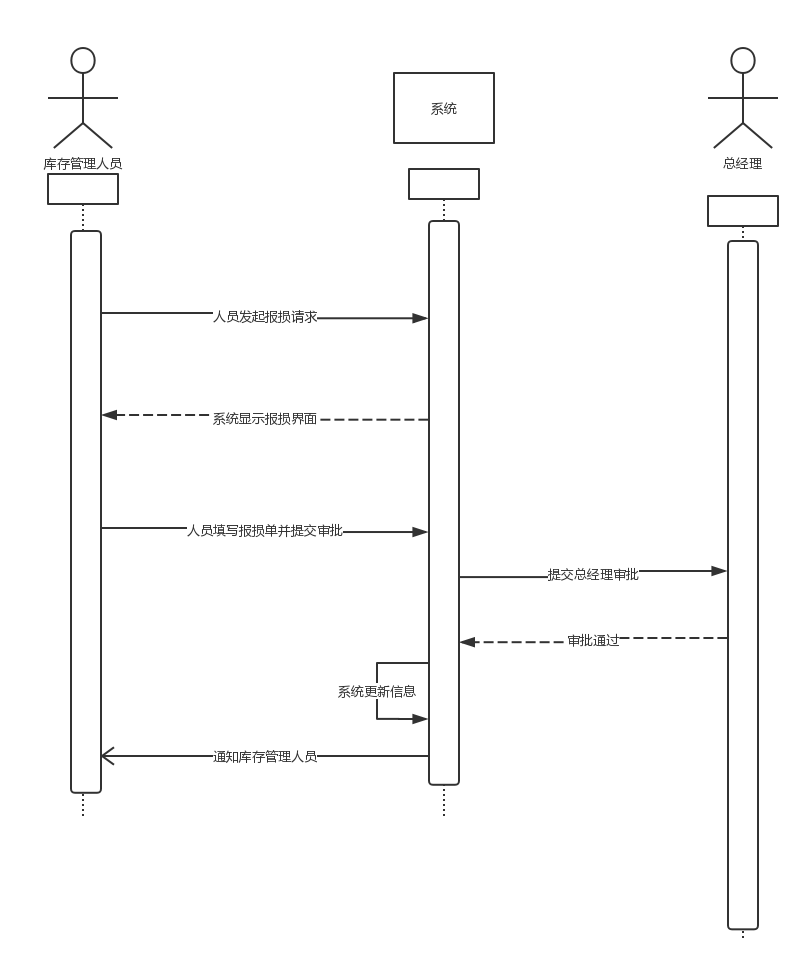 系统
库存管理人员
总经理
人员发起报损请求
系统显示报损界面
人员填写报损单并提交审批
提交总经理审批
审批通过
系统更新信息
通知库存管理人员